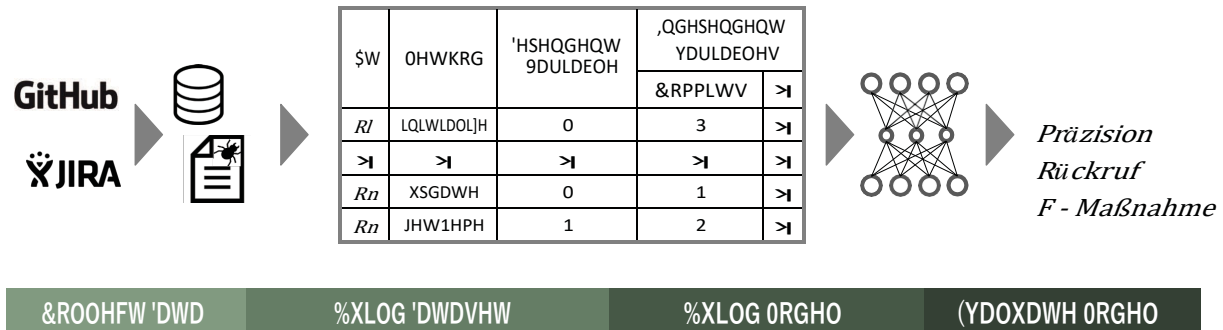 GitHub
JIRA
$W
0HWKRG
'HSHQGHQW
9DULDEOH
,QGHSHQGHQW
YDULDEOHV
&RPPLWV
Rl LQLWLDOL]H 0 3
Rn XSGDWH 0 1
Rn JHW1HPH 1 2
Präzision
Rückruf
F - Maßnahme
&ROOHFW 'DWD %XLOG 'DWDVHW %XLOG 0RGHO (YDOXDWH 0RGHO